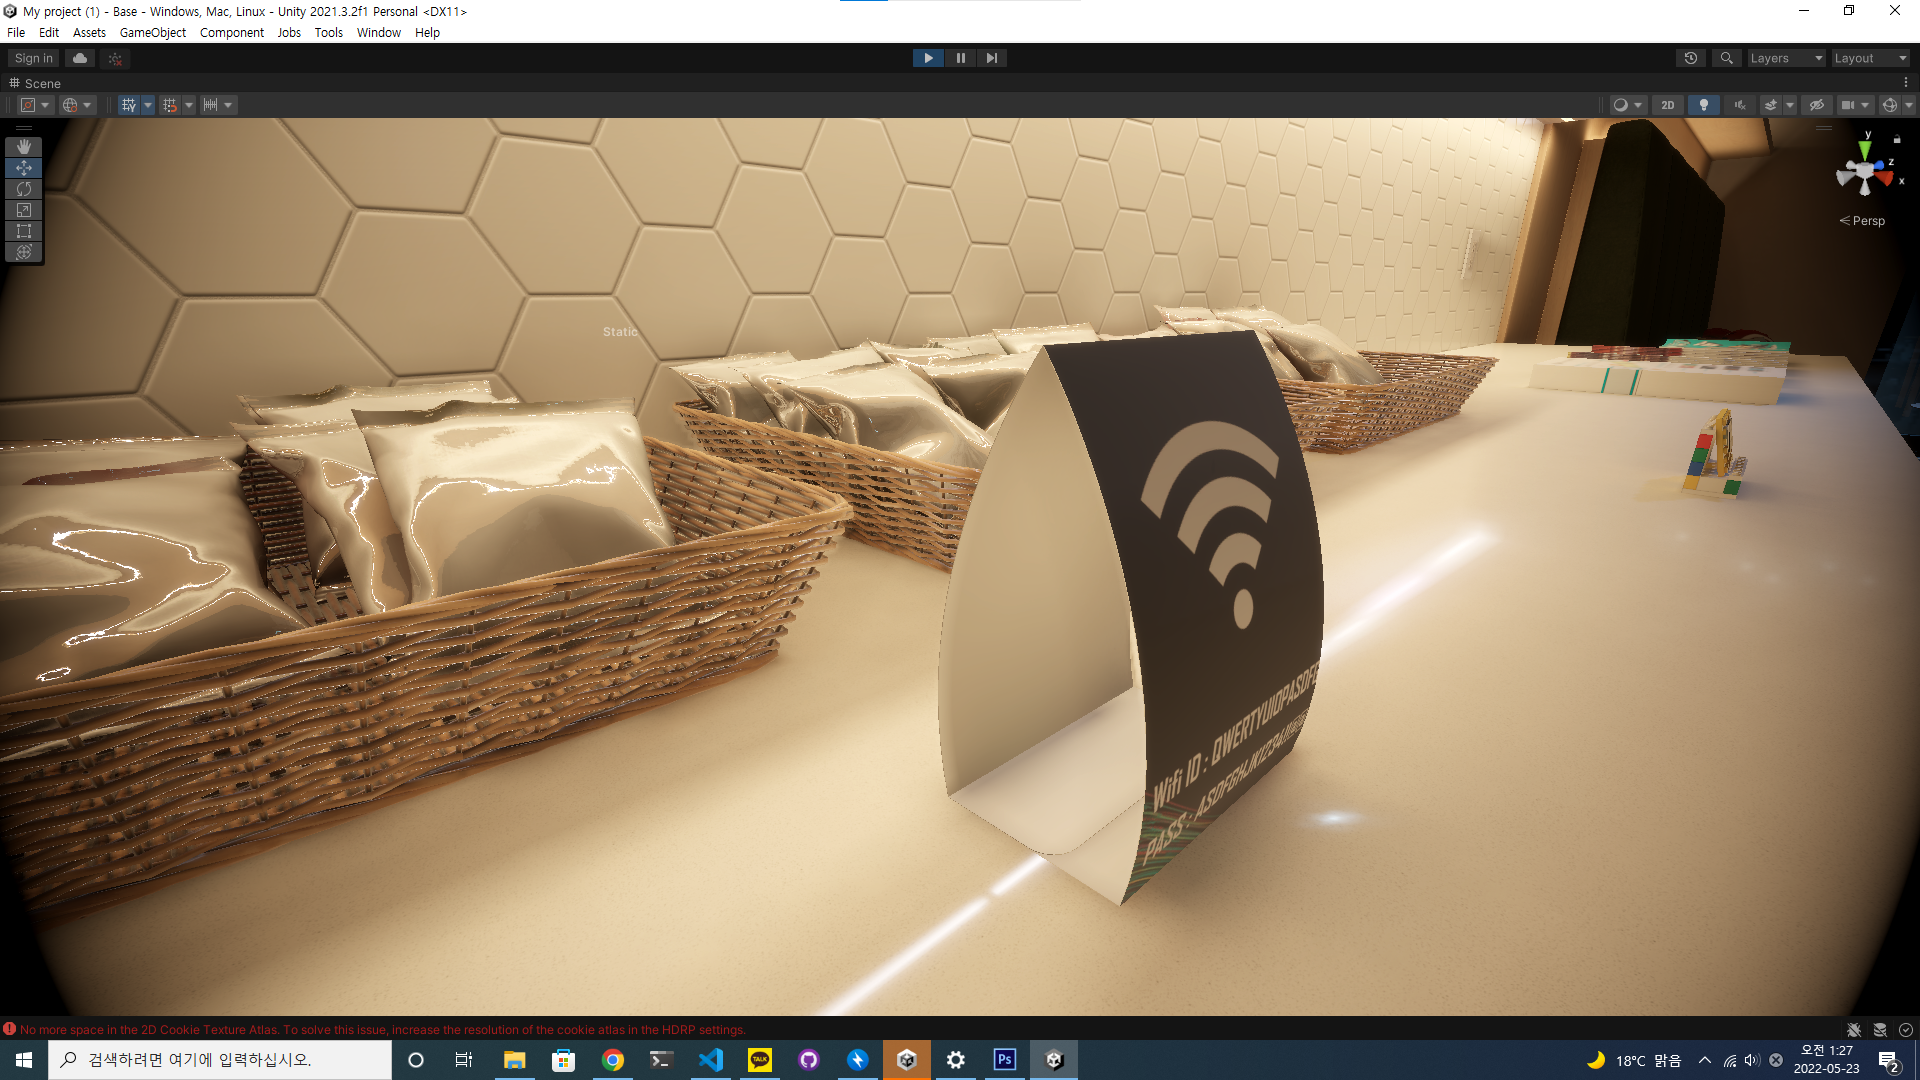 My project (1) - Base - Windows, Mac, Linux - Unity 2021.3.2f1 Personal <DX11>
File Edit Assets GameObject Component Jobs Tools Window Help
Sign in
Layers
Layout
Scene
2D
y
z
x
Persp
Static
Wifi ID : QWERTYUIOPASDFG
PASS : ASDFGHJK1234
No more space in the 2D Cookie Texture Atlas. To solve this issue, increase the resolution of the cookie atlas in the HDRP settings.
검색하려면 여기에 입력하십시오.
TALK
Ps
18°C 맑음
오전 1:27
2022-05-23
2